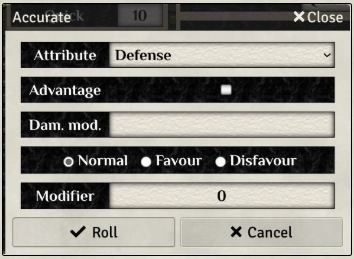 Accurate
10
Close
Attribute Defense
Advantage
Dam. mod.
Normal Favour Disfavour
Modifier 0
Roll Cancel